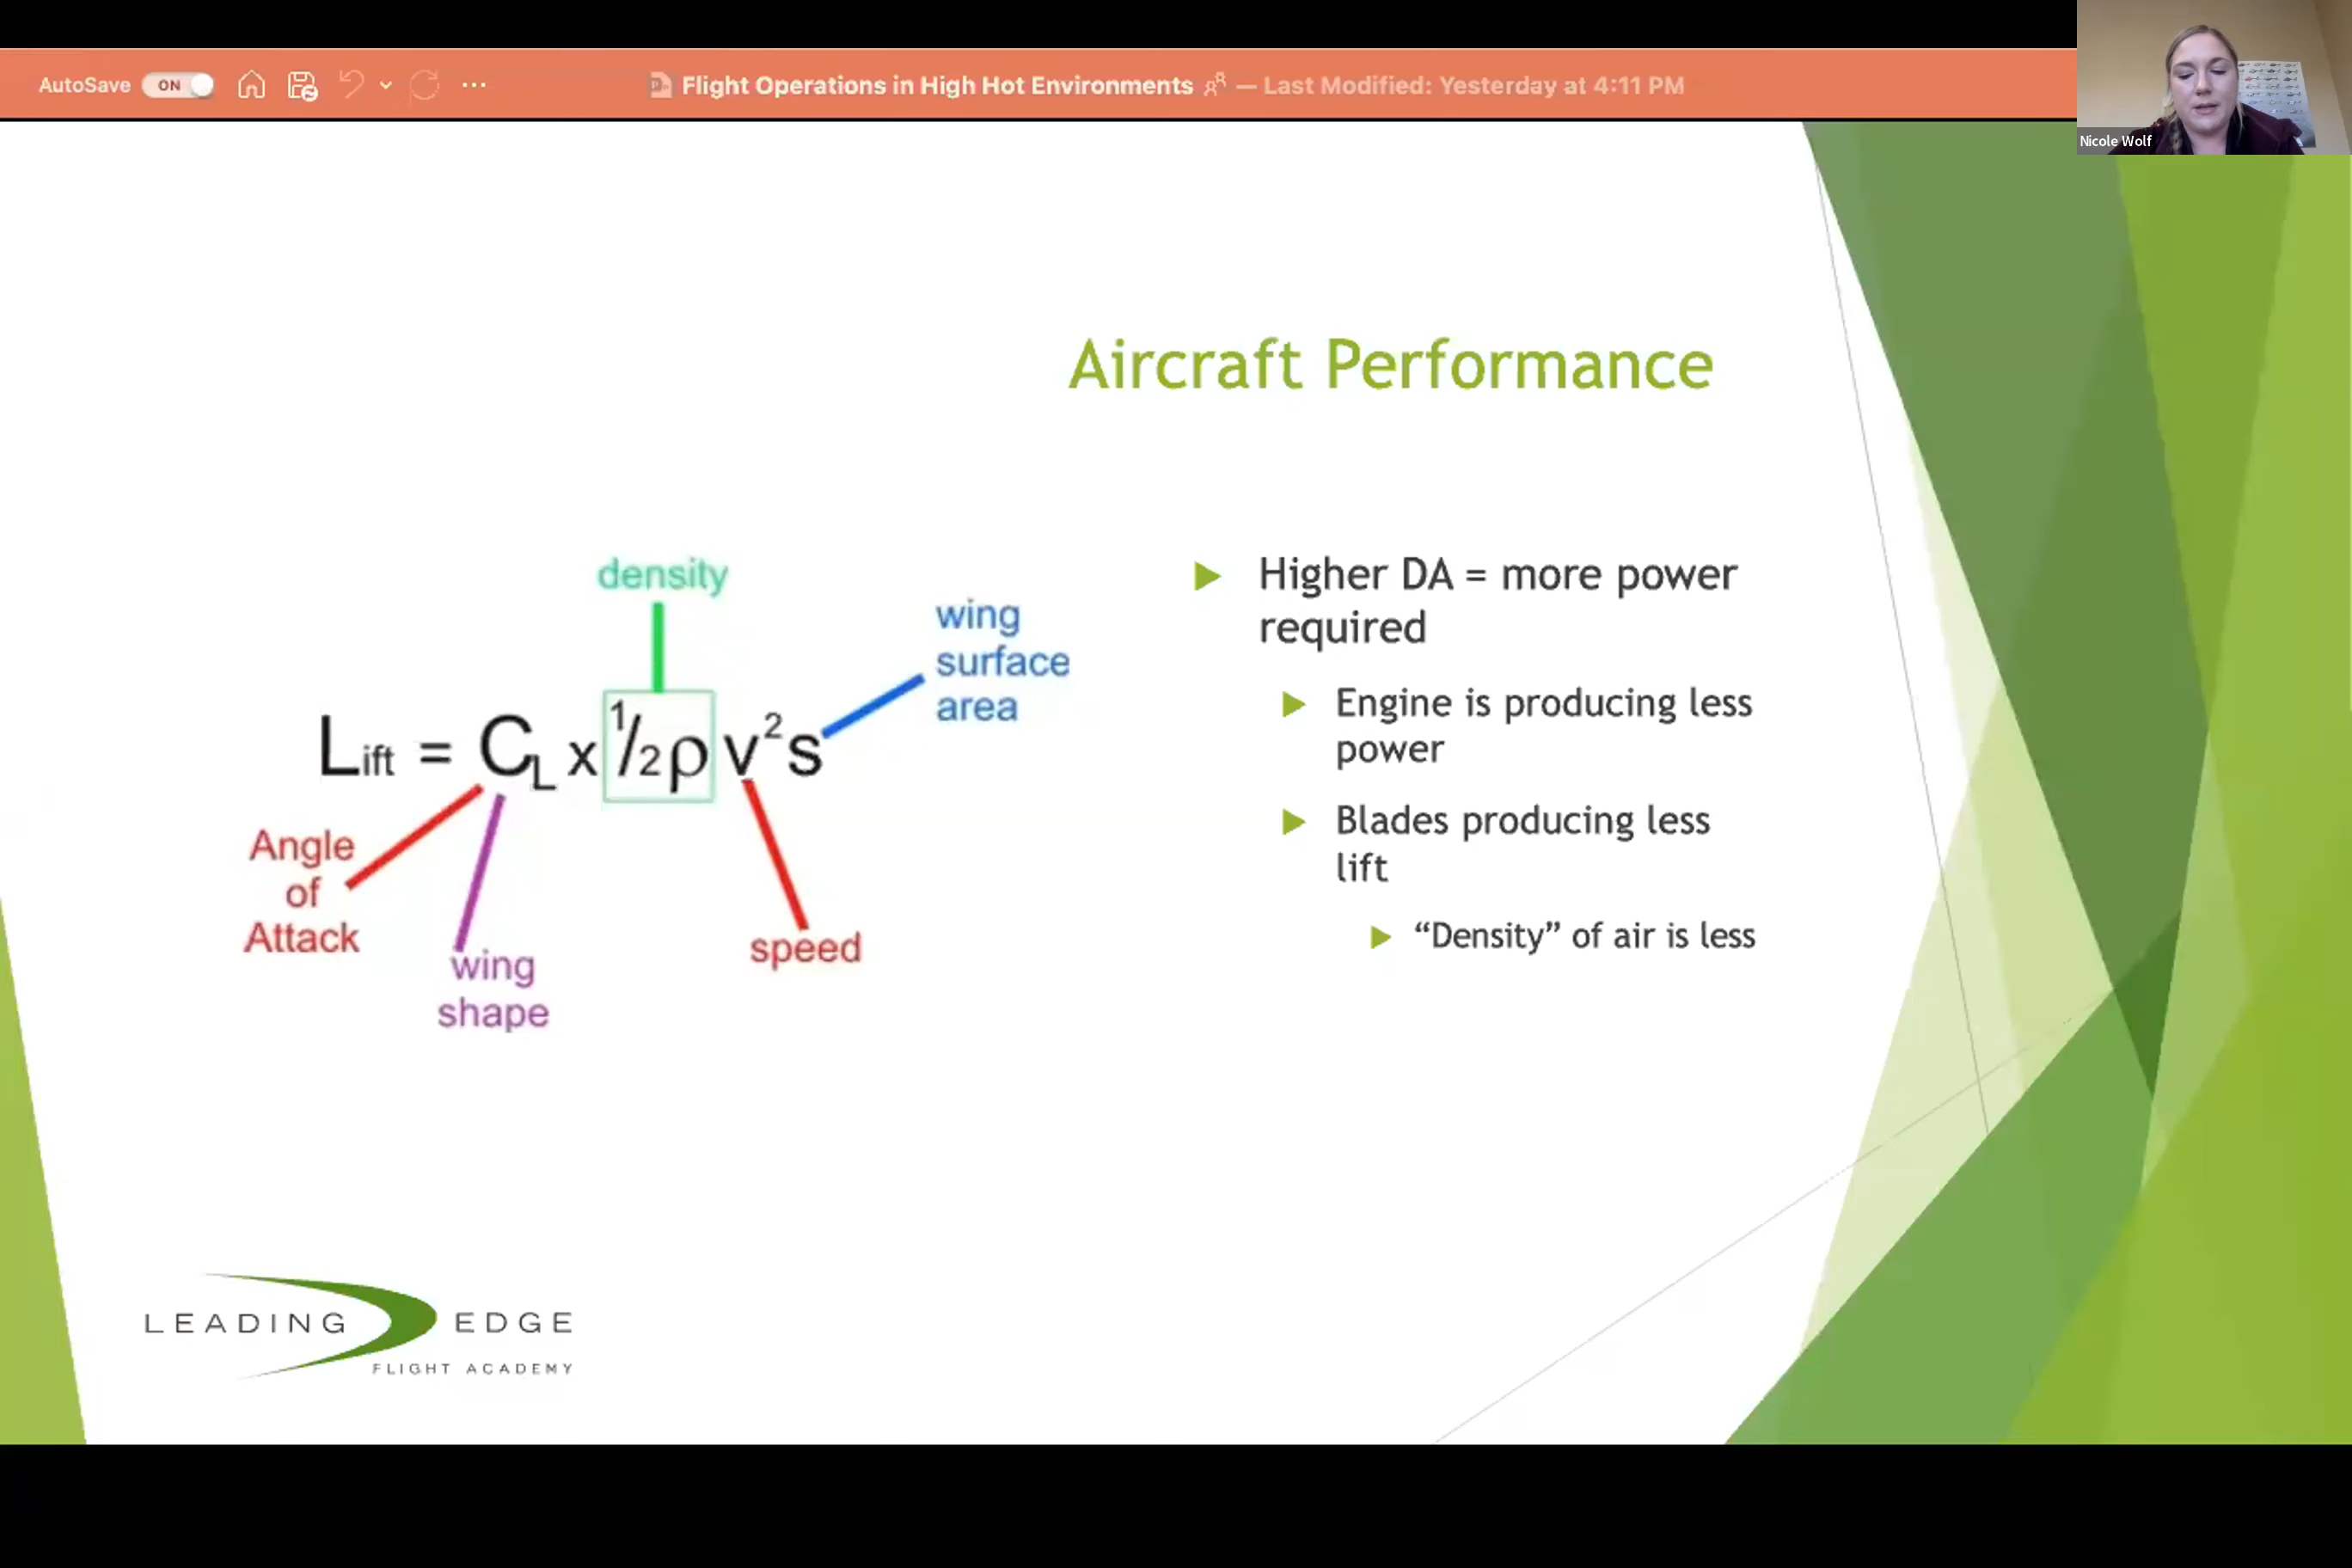 AutoSave ON
Flight Operations in High Hot Environments — Last Modified: Yesterday at 4:11 PM
Nicole Wolf
Aircraft Performance
density
wing
surface
area
Lift = CL x ½ρ v²s
Angle
of
Attack
wing
shape
speed
Higher DA = more power
required
Engine is producing less
power
Blades producing less
lift
“Density” of air is less
LEADING EDGE
FLIGHT ACADEMY